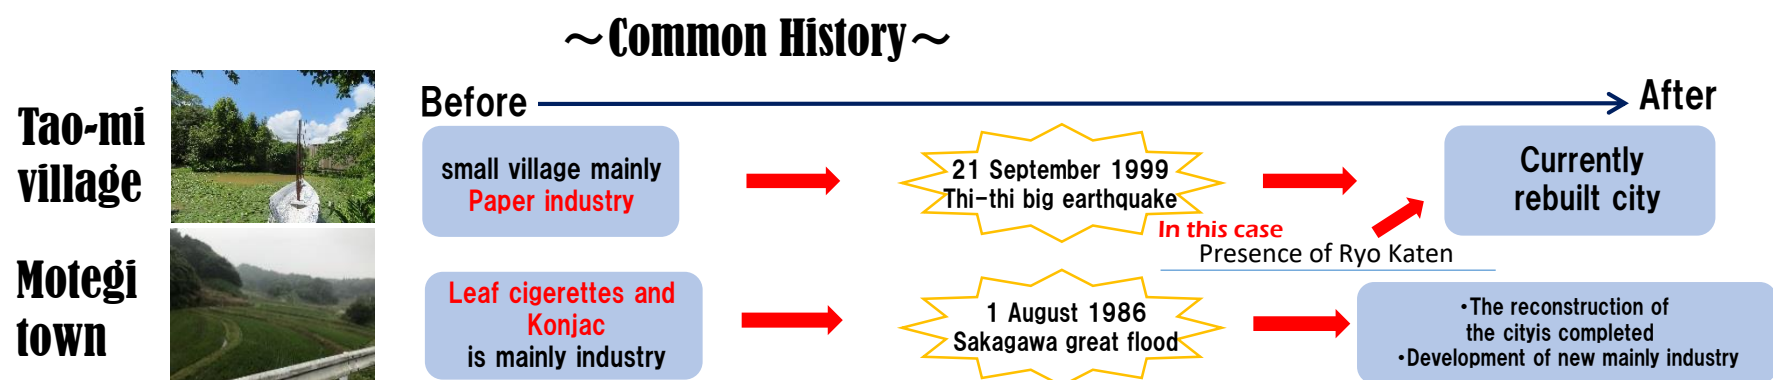 ～Common History～
Before
After
Tao-mi
village
small village mainly
Paper industry
21 September 1999
Thi-thi big earthquake
Currently
rebuilt city
In this case
Presence of Ryo Katen
Motegi
town
Leaf cigerettes and
Konjac
is mainly industry
1 August 1986
Sakagawa great flood
・The reconstruction of
the cityis completed
・Development of new mainly industry